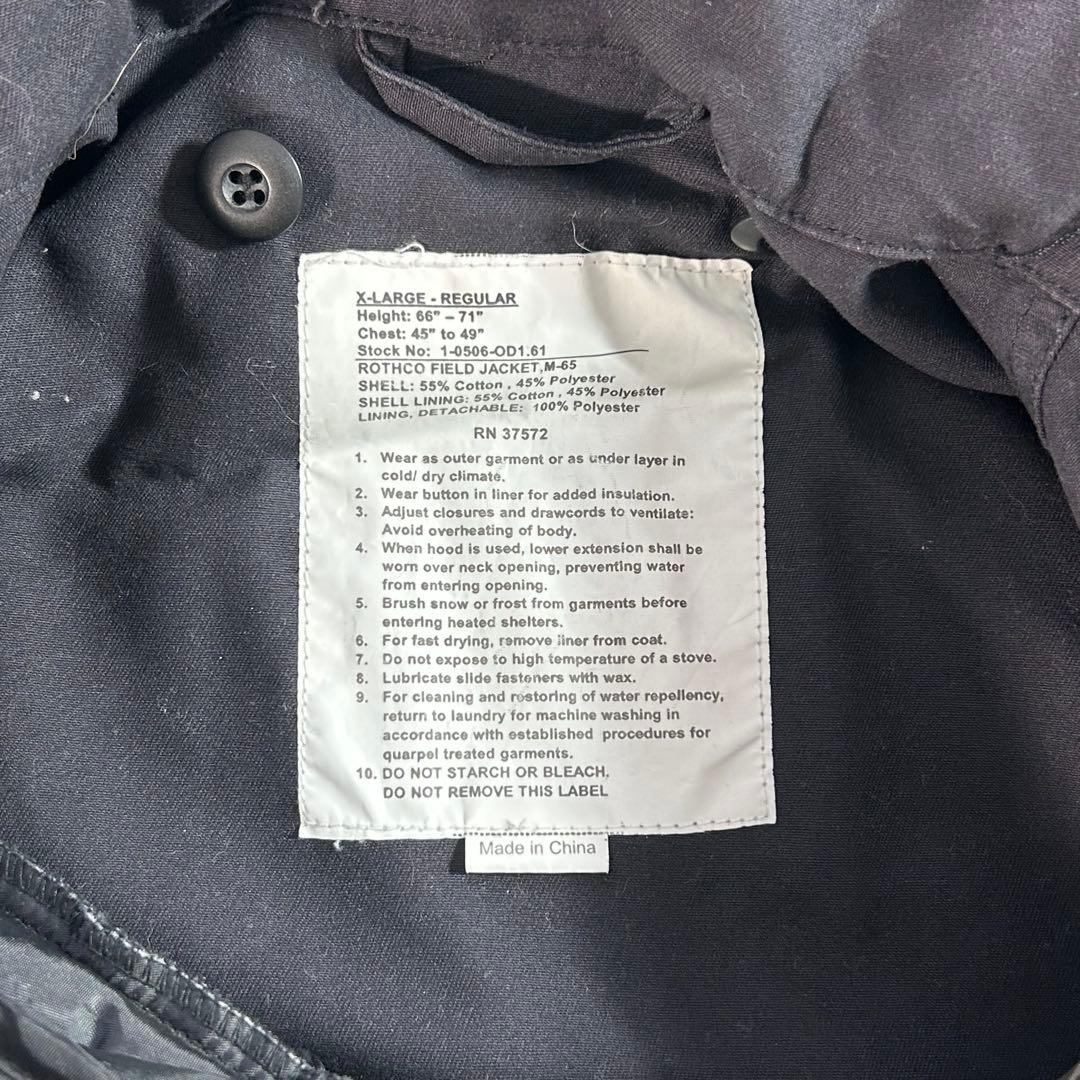 X-LARGE - REGULAR
Height: 66" – 71"
Chest: 45" to 49"
Stock No: 1-0506-OD1.61
ROTHCO FIELD JACKET,M-65
SHELL: 55% Cotton , 45% Polyester
SHELL LINING: 55% Cotton , 45% Polyester
LINING, DETACHABLE: 100% Polyester
RN 37572
1. Wear as outer garment or as under layer in
cold/ dry climate.
2. Wear button in liner for added insulation.
3. Adjust closures and drawcords to ventilate:
Avoid overheating of body.
4. When hood is used, lower extension shall be
worn over neck opening, preventing water
from entering opening.
5. Brush snow or frost from garments before
entering heated shelters.
6. For fast drying, remove liner from coat.
7. Do not expose to high temperature of a stove.
8. Lubricate slide fasteners with wax.
9. For cleaning and restoring of water repellency,
return to laundry for machine washing in
accordance with established procedures for
quarpel treated garments.
10. DO NOT STARCH OR BLEACH.
DO NOT REMOVE THIS LABEL
Made in China